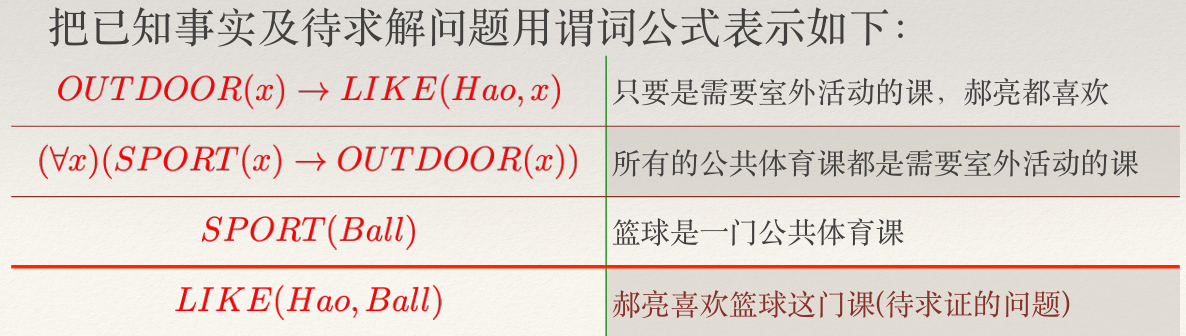 把已知事实及待求解问题用谓词公式表示如下：
OUTDOOR(x) → LIKE(Hao, x) 只要是需要室外活动的课，郝亮都喜欢
(∀x)(SPORT(x) → OUTDOOR(x)) 所有的公共体育课都是需要室外活动的课
SPORT(Ball) 篮球是一门公共体育课
LIKE(Hao, Ball) 郝亮喜欢篮球这门课(待求证的问题)